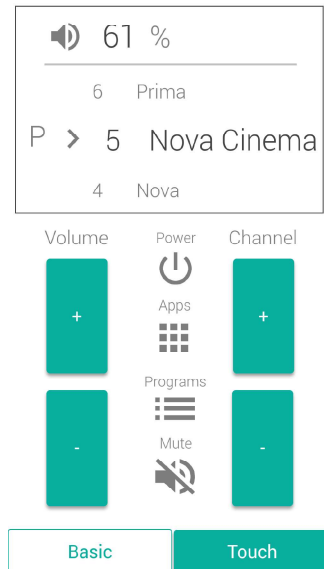 61 %
6 Prima
P > 5 Nova Cinema
4 Nova
Volume Power Channel
Apps
+ +
Programs
Mute
- -
Basic Touch